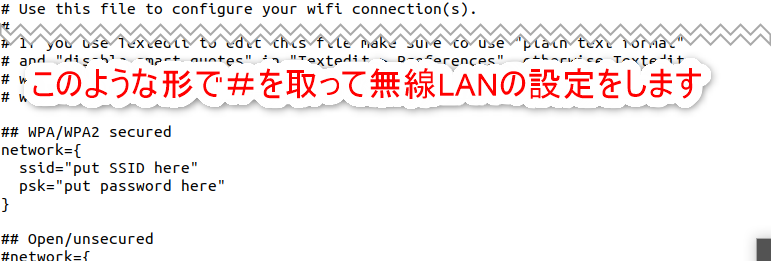 # Use this file to configure your wifi connection(s).
#
# If you use Textedit to edit this file make sure to use "plain text format"
# and "disable smart quotes" in "Textedit > Preferences", otherwise Textedit
# w
# w
このような形で＃を取って無線LANの設定をします
## WPA/WPA2 secured
network={
  ssid="put SSID here"
  psk="put password here"
}
## Open/unsecured
#network={